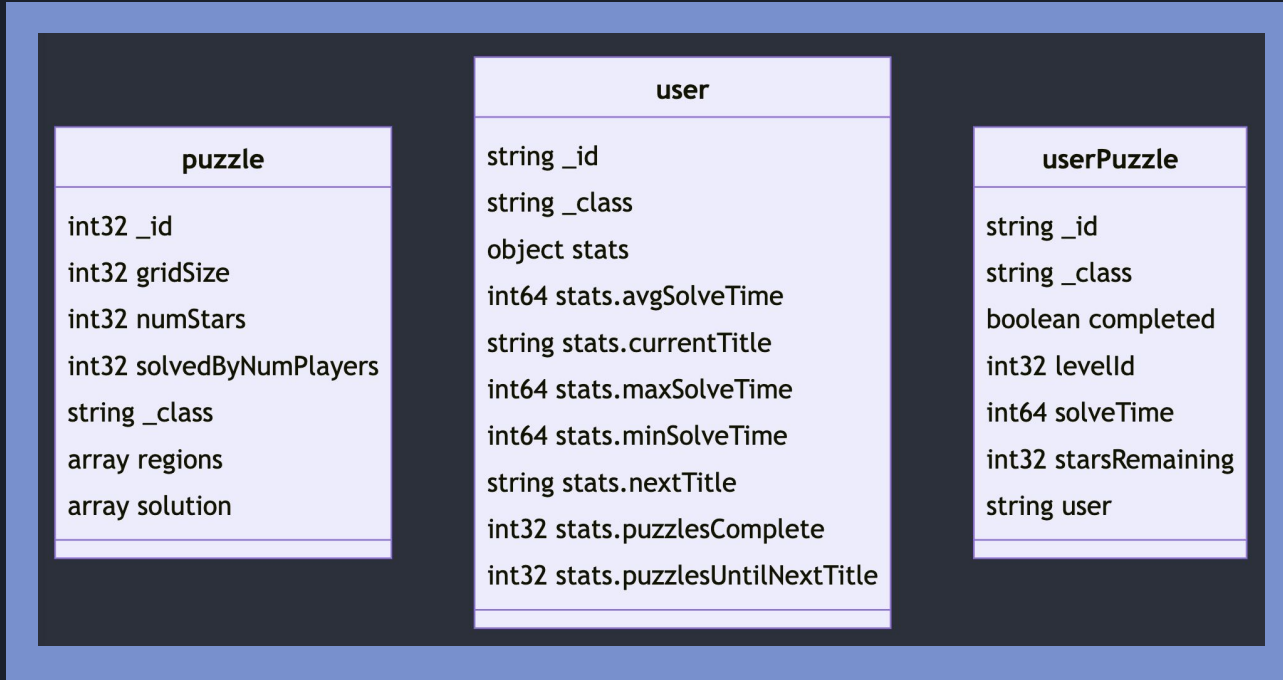 puzzle
int32 _id
int32 gridSize
int32 numStars
int32 solvedByNumPlayers
string _class
array regions
array solution
user
string _id
string _class
object stats
int64 stats.avgSolveTime
string stats.currentTitle
int64 stats.maxSolveTime
int64 stats.minSolveTime
string stats.nextTitle
int32 stats.puzzlesComplete
int32 stats.puzzlesUntilNextTitle
userPuzzle
string _id
string _class
boolean completed
int32 levelId
int64 solveTime
int32 starsRemaining
string user